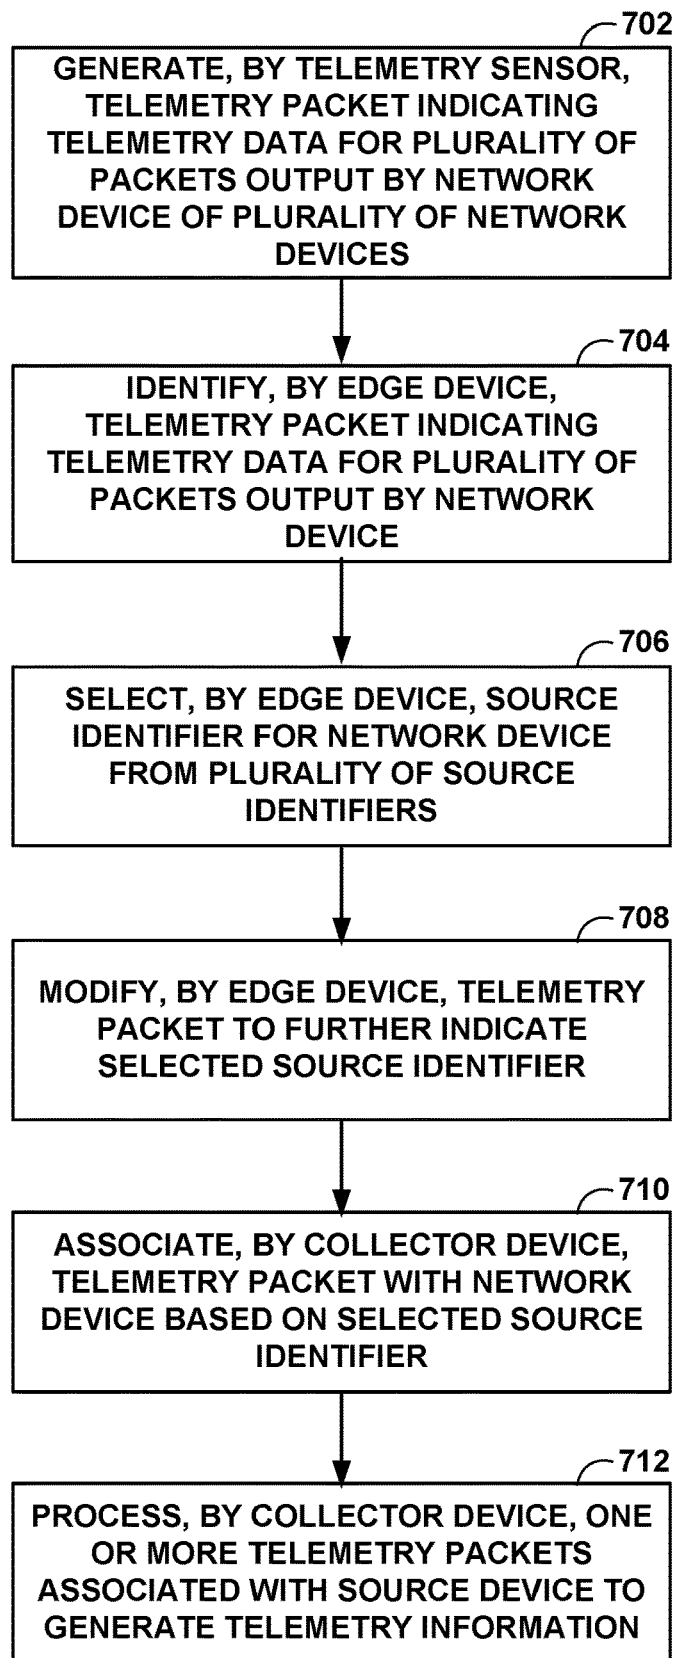 702
GENERATE, BY TELEMETRY SENSOR,
TELEMETRY PACKET INDICATING
TELEMETRY DATA FOR PLURALITY OF
PACKETS OUTPUT BY NETWORK
DEVICE OF PLURALITY OF NETWORK
DEVICES
704
IDENTIFY, BY EDGE DEVICE,
TELEMETRY PACKET INDICATING
TELEMETRY DATA FOR PLURALITY OF
PACKETS OUTPUT BY NETWORK
DEVICE
706
SELECT, BY EDGE DEVICE, SOURCE
IDENTIFIER FOR NETWORK DEVICE
FROM PLURALITY OF SOURCE
IDENTIFIERS
708
MODIFY, BY EDGE DEVICE, TELEMETRY
PACKET TO FURTHER INDICATE
SELECTED SOURCE IDENTIFIER
710
ASSOCIATE, BY COLLECTOR DEVICE,
TELEMETRY PACKET WITH NETWORK
DEVICE BASED ON SELECTED SOURCE
IDENTIFIER
712
PROCESS, BY COLLECTOR DEVICE, ONE
OR MORE TELEMETRY PACKETS
ASSOCIATED WITH SOURCE DEVICE TO
GENERATE TELEMETRY INFORMATION